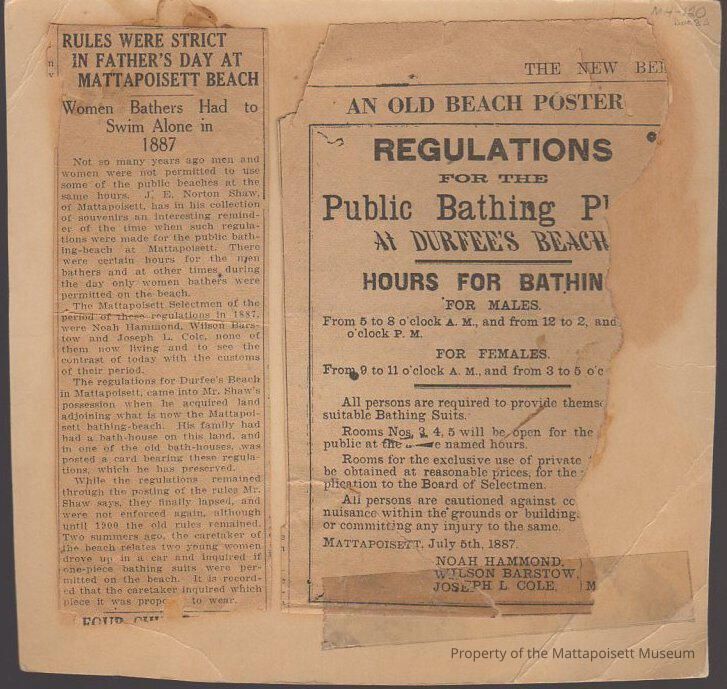 RULES WERE STRICT
IN FATHER'S DAY AT
MATTAPOISETT BEACH
Women Bathers Had to
Swim Alone in
1887
Not so many years ago men and
women were not permitted to use
some of the public beaches at the
same hours. J. E. Norton Shaw,
of Mattapoisett, has in his collection
of souvenirs an interesting remind-
er of the time when such regula-
tions were made for the public bath-
ing-beach at Mattapoisett. There
were certain hours for the men
bathers and at other times during
the day only women bathers were
permitted on the beach.
The Mattapoisett Selectmen of the
period of these regulations in 1887,
were Noah Hammond, Wilson Bars-
tow and Joseph L. Cole, none of
them now living and to see the
contrast of today with the customs
of their period.
The regulations for Durfee's Beach
in Mattapoisett, came into Mr. Shaw's
possession when he acquired land
adjoining what is now the Mattapoi-
sett bathing-beach. His family had
had a bath-house on this land, and
in one of the old bath-houses, was
posted a card bearing these regula-
tions, which he has preserved.
While the regulations remained
through the posting of the rules Mr.
Shaw says, they finally lapsed, and
were not enforced again, although
until 1900 the old rules remained.
Two summers ago, the caretaker of
the beach relates two young women
drove up in a car and inquired if
one-piece bathing suits were per-
mitted on the beach. It is record-
ed that the caretaker inquired which
piece it was to wear.
FOUR
THE NEW BE
AN OLD BEACH POSTER
REGULATIONS
FOR THE
Public Bathing Pl
At DURFEE'S BEACH
HOURS FOR BATHIN
FOR MALES.
From 5 to 8 o'clock A. M., and from 12 to 2, and
o'clock P. M.
FOR FEMALES.
From 9 to 11 o'clock A. M., and from 3 to 5 o'c
All persons are required to provide themse
suitable Bathing Suits.
Rooms Nos. 3, 4, 5 will be open for the
public at the named hours.
Rooms for the exclusive use of private
be obtained at reasonable prices, for the
plication to the Board of Selectmen.
All persons are cautioned against co
nuisance within the grounds or building
or committing any injury to the same.
MATTAPOISETT, July 5th, 1887.
NOAH HAMMOND,
WILSON BARSTOW,
JOSEPH L COLE, M
Property of the Mattapoisett Museum